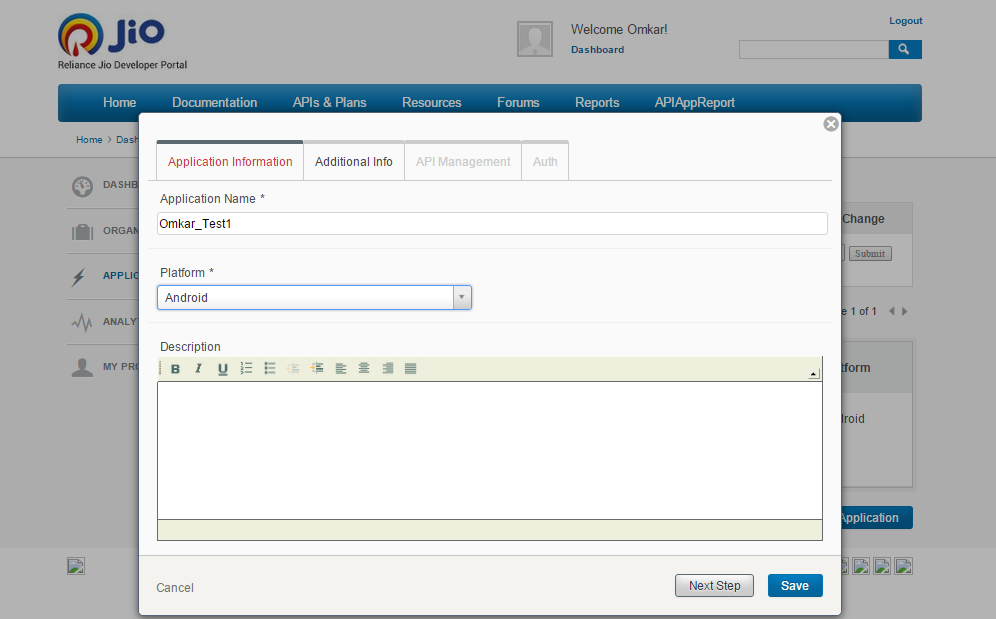 Jio
Reliance Jio Developer Portal
Welcome Omkar!
Dashboard
Logout
Home Documentation APIs & Plans Resources Forums Reports APIAppReport
Home > Dash
DASHB
ORGAN
APPLIC
ANALY
MY PRO
Application Information Additional Info API Management Auth
Application Name *
Omkar_Test1
Platform *
Android
Description
B I U
Cancel
Next Step Save
Change
Submit
e 1 of 1
tform
droid
Application